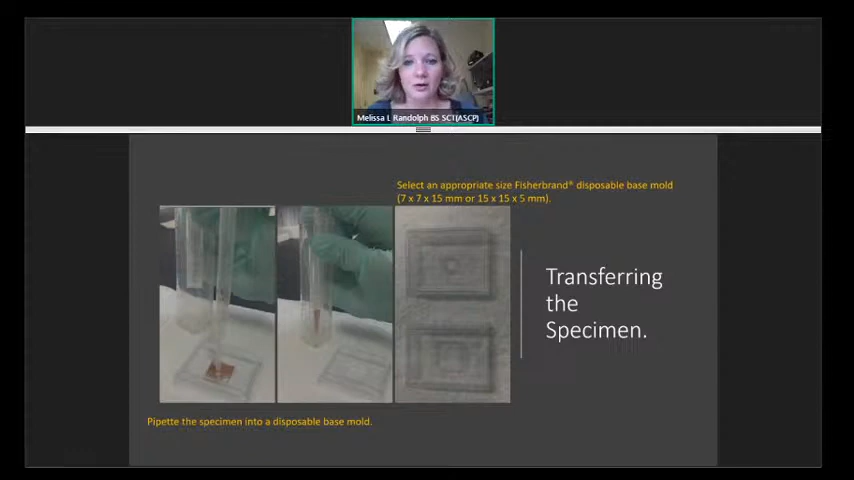 Melissa L Randolph BS SCT(ASCP)
Select an appropriate size Fisherbrand® disposable base mold
(7 x 7 x 15 mm or 15 x 15 x 5 mm).
Transferring
the
Specimen.
Pipette the specimen into a disposable base mold.